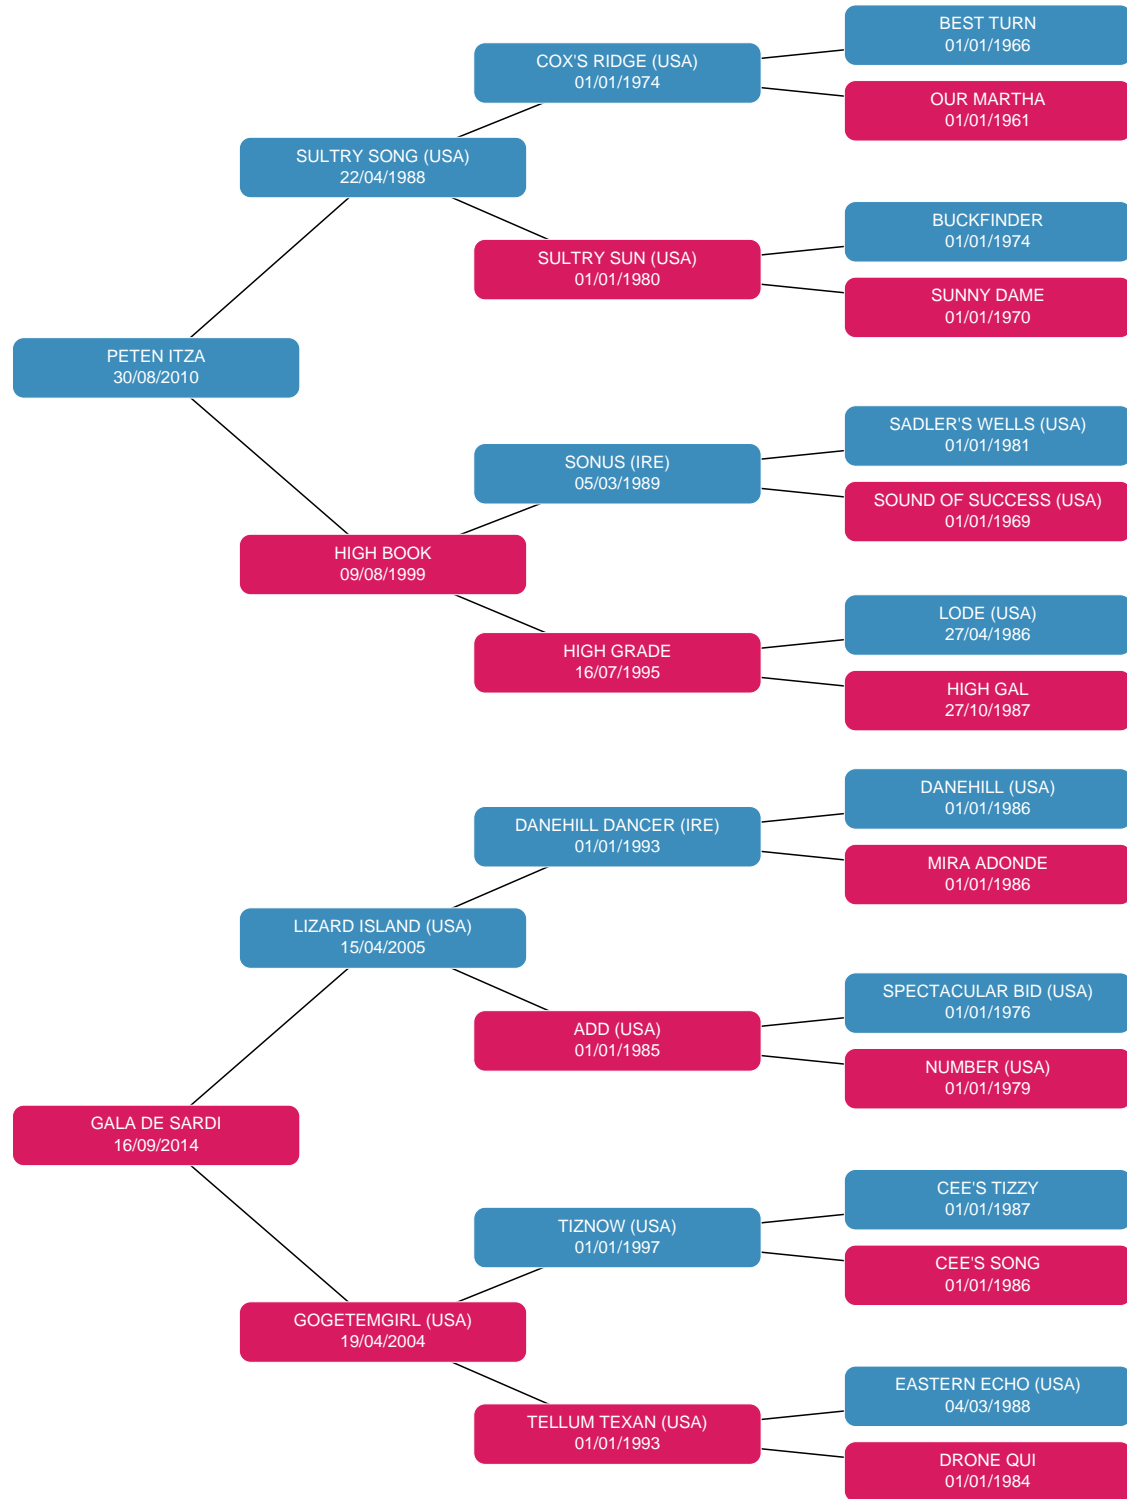 BEST TURN
01/01/1966
COX'S RIDGE (USA)
01/01/1974
OUR MARTHA
01/01/1961
SULTRY SONG (USA)
22/04/1988
BUCKFINDER
01/01/1974
SULTRY SUN (USA)
01/01/1980
SUNNY DAME
01/01/1970
PETEN ITZA
30/08/2010
SADLER'S WELLS (USA)
01/01/1981
SONUS (IRE)
05/03/1989
SOUND OF SUCCESS (USA)
01/01/1969
HIGH BOOK
09/08/1999
LODE (USA)
27/04/1986
HIGH GRADE
16/07/1995
HIGH GAL
27/10/1987
DANEHILL (USA)
01/01/1986
DANEHILL DANCER (IRE)
01/01/1993
MIRA ADONDE
01/01/1986
LIZARD ISLAND (USA)
15/04/2005
SPECTACULAR BID (USA)
01/01/1976
ADD (USA)
01/01/1985
NUMBER (USA)
01/01/1979
GALA DE SARDI
16/09/2014
CEE'S TIZZY
01/01/1987
TIZNOW (USA)
01/01/1997
CEE'S SONG
01/01/1986
GOGETEMGIRL (USA)
19/04/2004
EASTERN ECHO (USA)
04/03/1988
TELLUM TEXAN (USA)
01/01/1993
DRONE QUI
01/01/1984